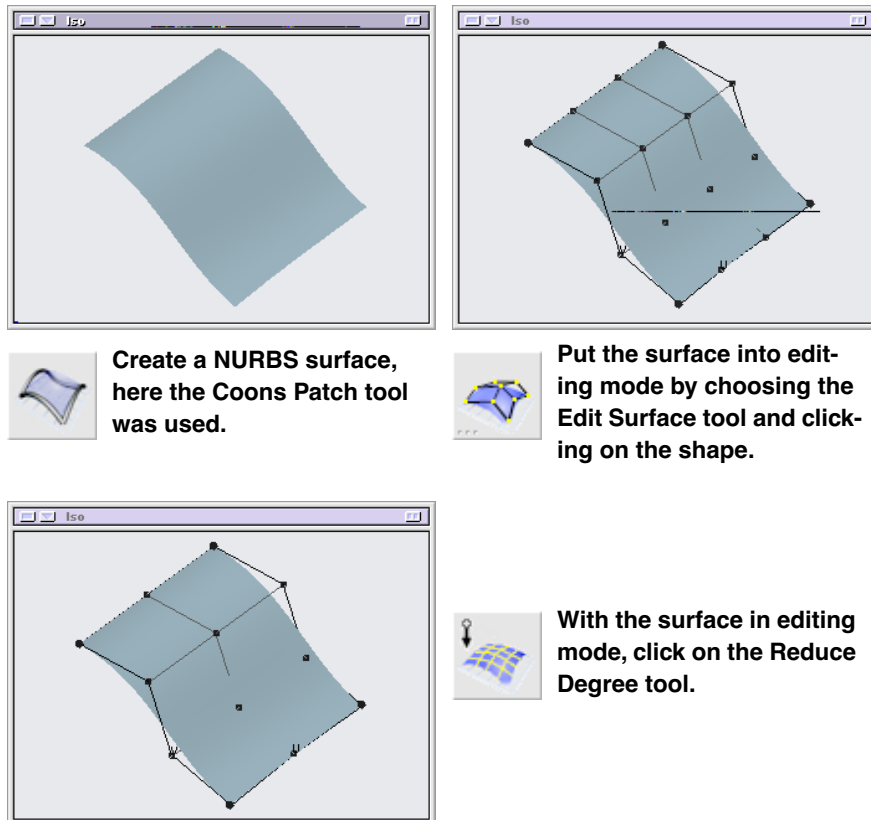 Iso
Iso
Create a NURBS surface,
here the Coons Patch tool
was used.
Put the surface into edit-
ing mode by choosing the
Edit Surface tool and click-
ing on the shape.
Iso
With the surface in editing
mode, click on the Reduce
Degree tool.